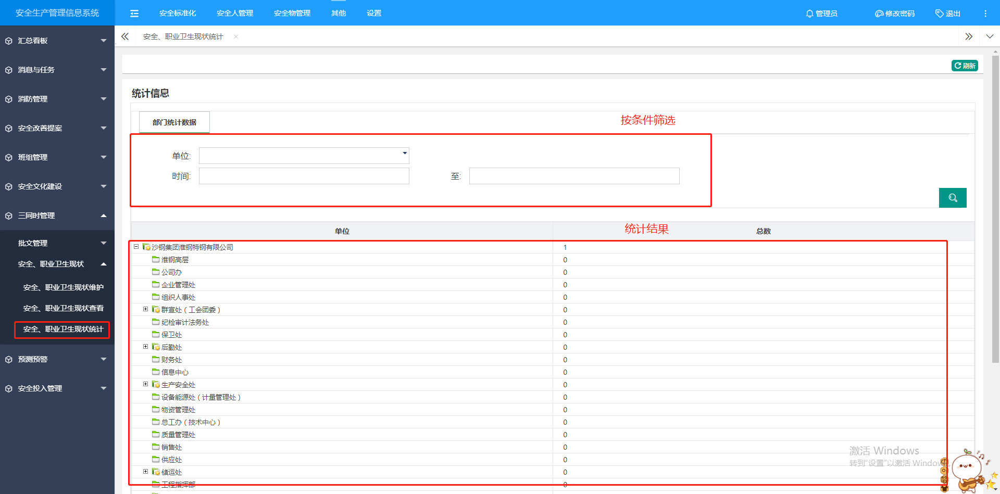 安全生产管理信息系统
安全标准化 安全人管理 安全物管理 其他 设置
管理员 修改密码 退出
安全、职业卫生现状统计 ×
汇总看板
消息与任务
消防管理
安全改善提案
班组管理
安全文化建设
三同时管理
批文管理
安全、职业卫生现状
安全、职业卫生现状维护
安全、职业卫生现状查看
安全、职业卫生现状统计
预测预警
安全投入管理
刷新
统计信息
部门统计数据
按条件筛选
单位:
时间: 至:
统计结果
单位 总数
沙钢集团淮钢特钢有限公司 1
淮钢高层 0
公司办 0
企业管理处 0
组织人事处 0
群宣处（工会团委） 0
纪检审计法务处 0
保卫处 0
后勤处 0
财务处 0
信息中心 0
生产安全处 0
设备能源处（计量管理处） 0
物资管理处 0
总工办（技术中心） 0
质量管理处 0
销售处 0
供应处 0
储运处 0
工程指挥部 0
激活 Windows
转到"设置"以激活 Windows
中